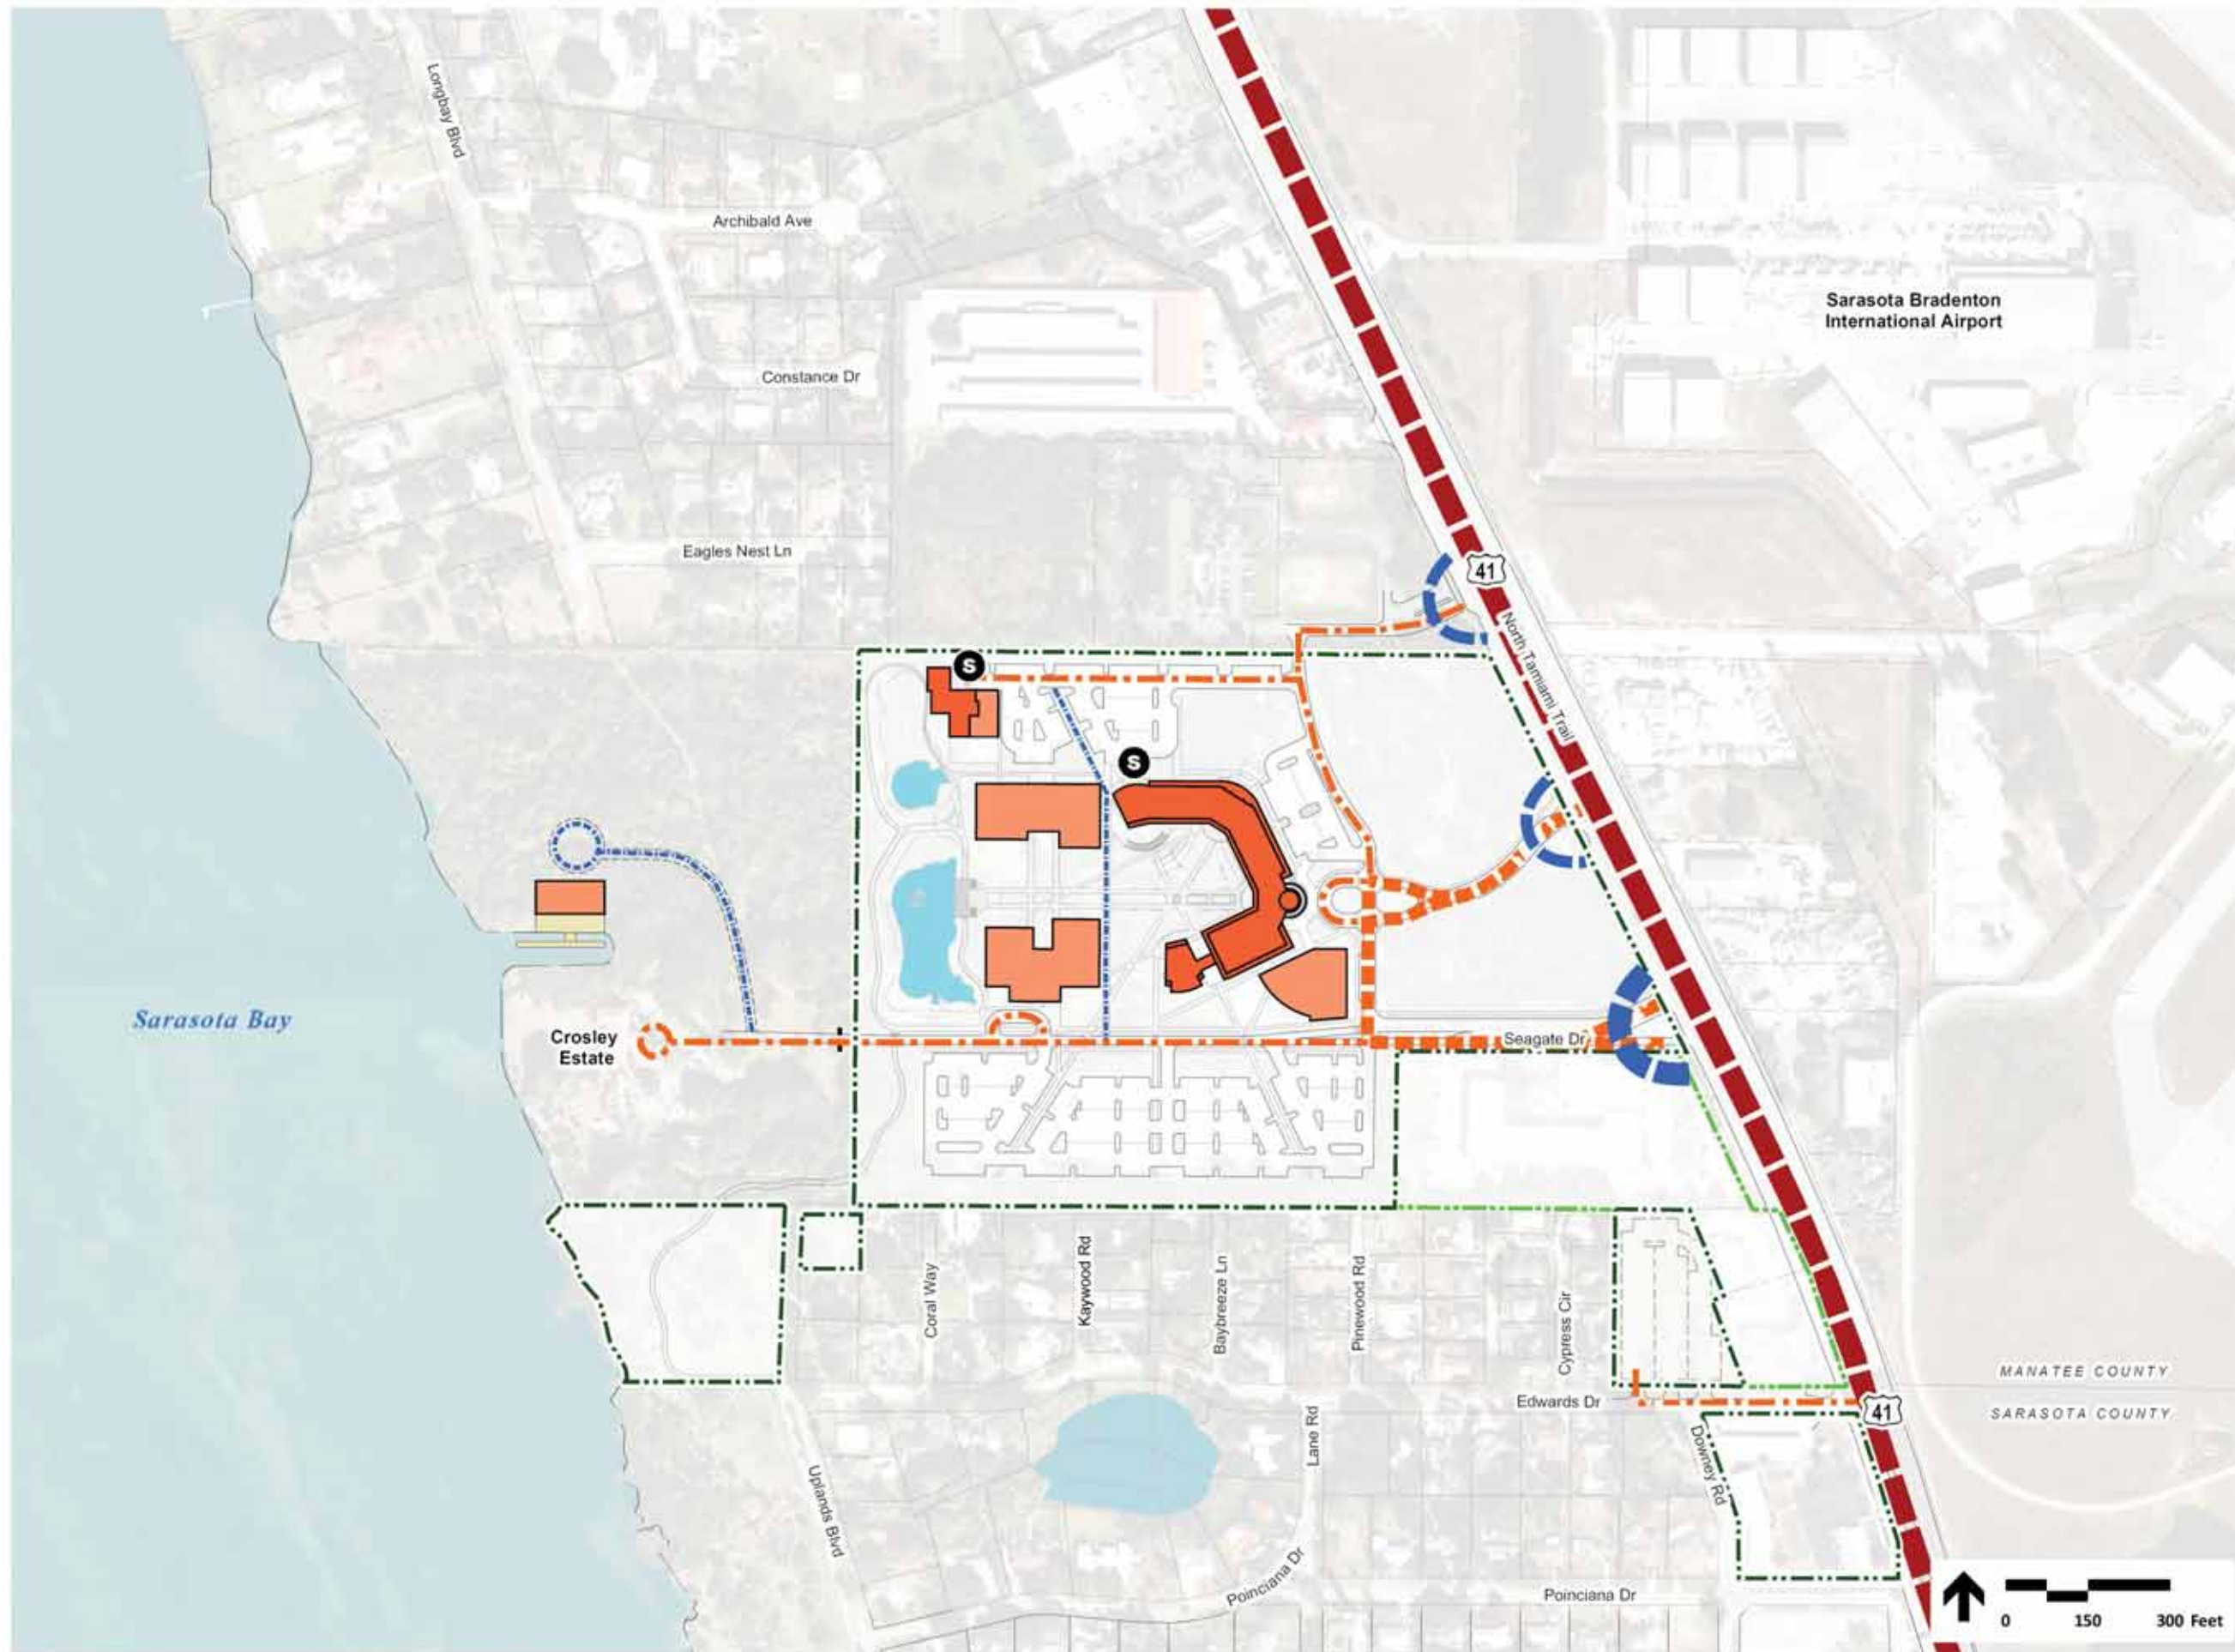 Longbay Blvd
Archibald Ave
Sarasota Bradenton
International Airport
Constance Dr
Eagles Nest Ln
41
North Tamiami Trail
S
S
Sarasota Bay
Crosley
Estate
Seagate Dr
Coral Way
Kaywood Rd
Baybreeze Ln
Pinewood Rd
Cypress Cir
MANATEE COUNTY
Edwards Dr
41
SARASOTA COUNTY
Lane Rd
Downey Rd
Uplands Blvd
Poinciana Dr
Poinciana Dr
0 150 300 Feet